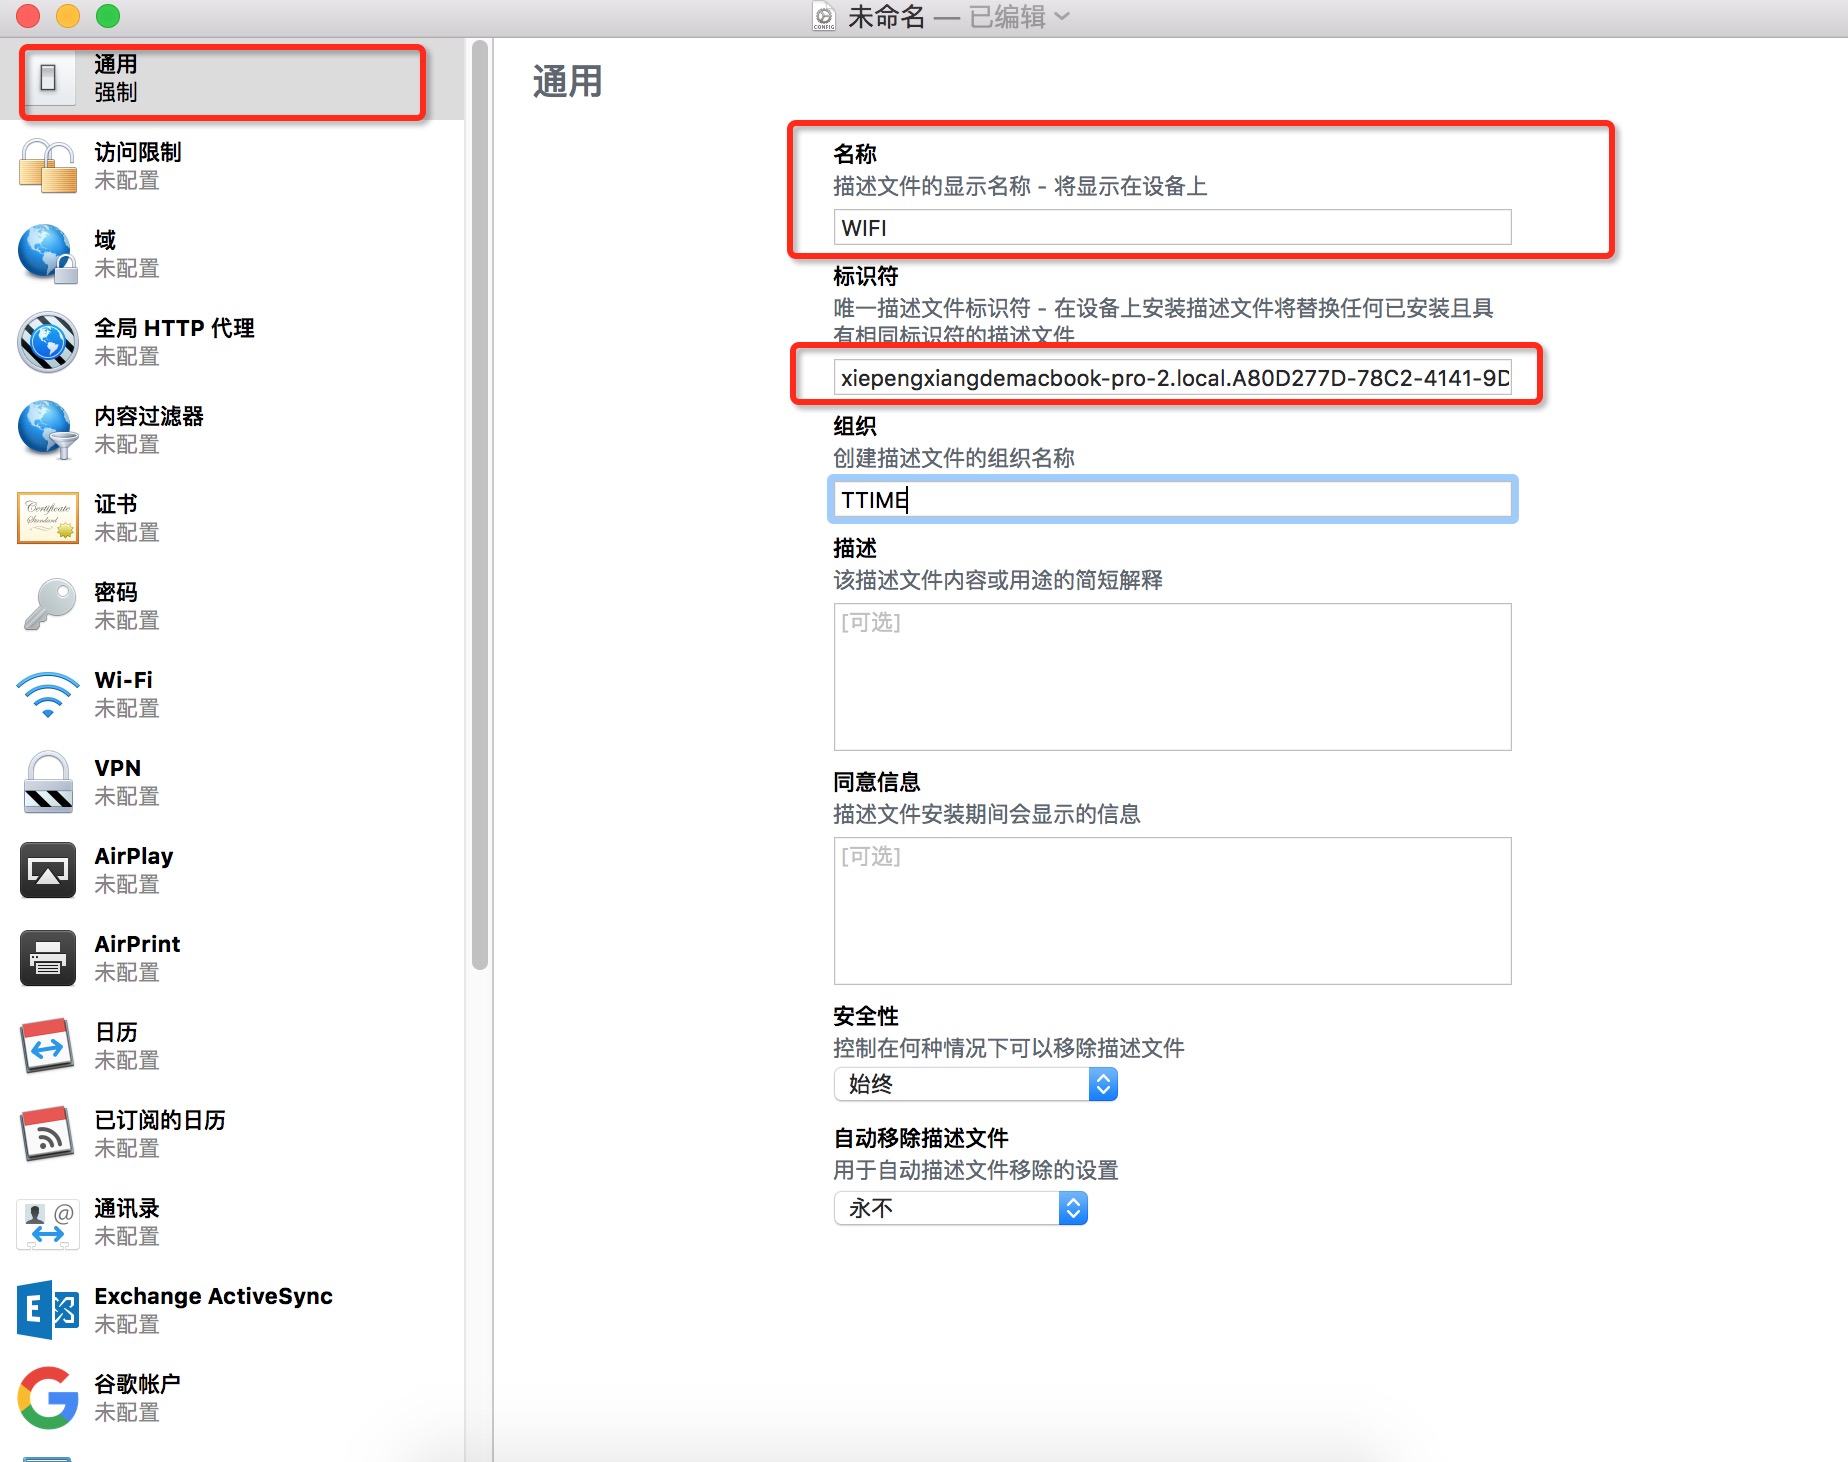 未命名 — 已编辑
通用
强制
访问限制
未配置
域
未配置
全局 HTTP 代理
未配置
内容过滤器
未配置
证书
未配置
密码
未配置
Wi-Fi
未配置
VPN
未配置
AirPlay
未配置
AirPrint
未配置
日历
未配置
已订阅的日历
未配置
通讯录
未配置
Exchange ActiveSync
未配置
谷歌帐户
未配置
通用
名称
描述文件的显示名称 - 将显示在设备上
WIFI
标识符
唯一描述文件标识符 - 在设备上安装描述文件将替换任何已安装且具
有相同标识符的描述文件
xiepengxiangdemacbook-pro-2.local.A80D277D-78C2-4141-9D
组织
创建描述文件的组织名称
TTIME
描述
该描述文件内容或用途的简短解释
[可选]
同意信息
描述文件安装期间会显示的信息
[可选]
安全性
控制在何种情况下可以移除描述文件
始终
自动移除描述文件
用于自动描述文件移除的设置
永不